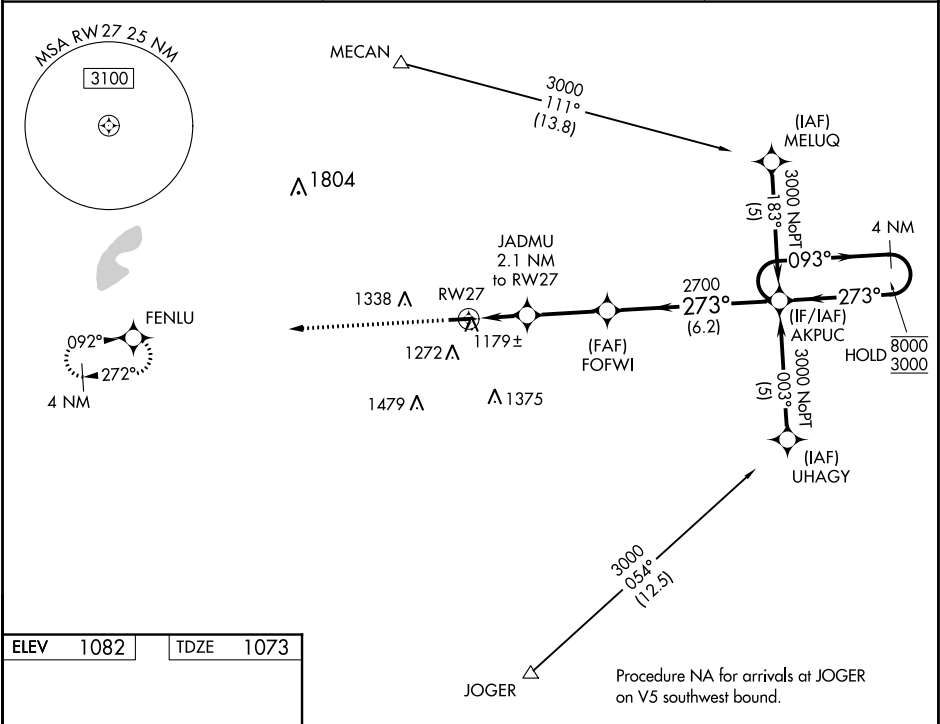 MSA RW27 25 NM
3100
MECAN
3000
111°
(13.8)
(IAF)
MELUQ
1804
3000 NoPT
183°
(5)
4 NM
093°
JADMU
2.1 NM
to RW27
2700
273°
(6.2)
273°
1338
RW27
FENLU
092°
272°
4 NM
1272
1179±
(FAF)
FOFWI
(IF/IAF)
AKPUC
HOLD
8000
3000
3000 NoPT
003°
(5)
1479
1375
(IAF)
UHAGY
3000
054°
(12.5)
ELEV 1082
TDZE 1073
JOGER
Procedure NA for arrivals at JOGER
on V5 southwest bound.